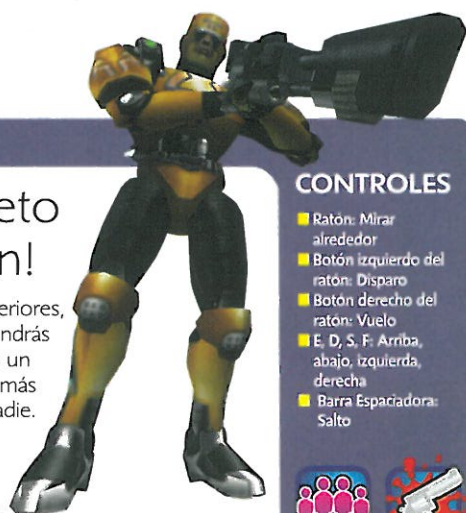 eto
n!
eriores,
ndrás
un
más
adie.
CONTROLES
Ratón: Mirar
alrededor
Botón izquierdo del
ratón: Disparo
Botón derecho del
ratón: Vuelo
E, D, S, F: Arriba,
abajo, izquierda,
derecha
Barra Espaciadora:
Salto